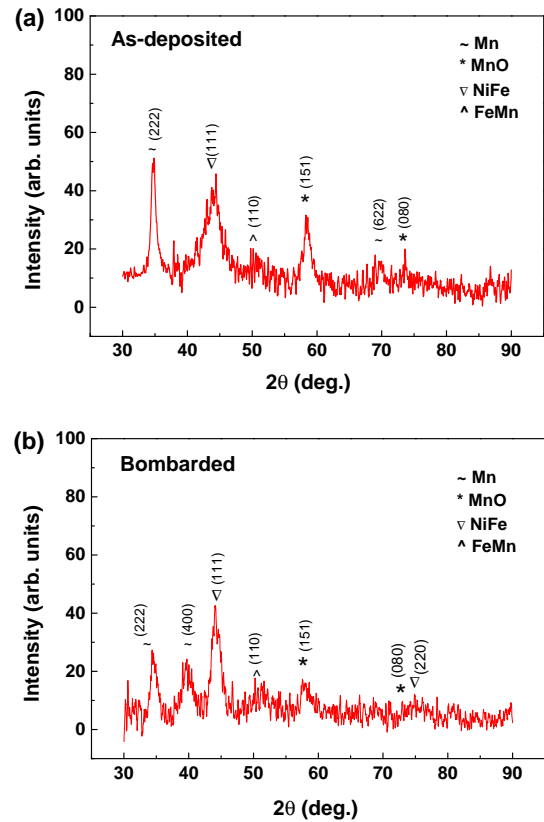 (a)
As-deposited
~ Mn
* MnO
∇ NiFe
^ FeMn
~ (222)
∇(111)
^ (110)
* (151)
~ (622)
* (080)
Intensity (arb. units)
100
80
60
40
20
0
30 40 50 60 70 80 90
2θ (deg.)
(b)
Bombarded
~ Mn
* MnO
∇ NiFe
^ FeMn
(222) ~
~ (400)
∇ (111)
^ (110)
* (151)
* (080)
∇ (220)
Intensity (arb. units)
100
80
60
40
20
0
30 40 50 60 70 80 90
2θ (deg.)